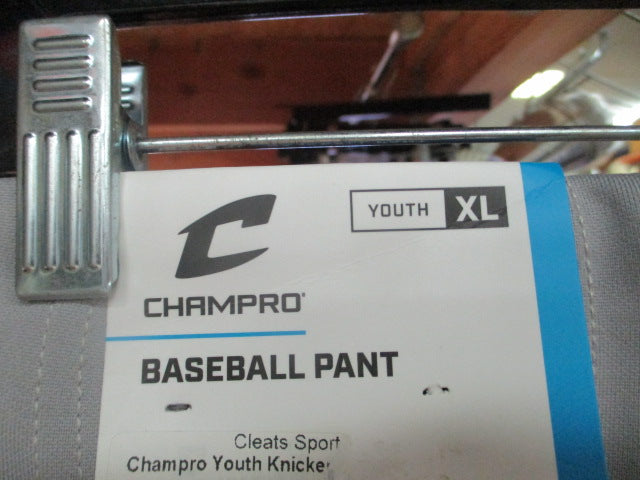 YOUTH XL
CHAMPRO
BASEBALL PANT
Cleats Sport
Champro Youth Knicker